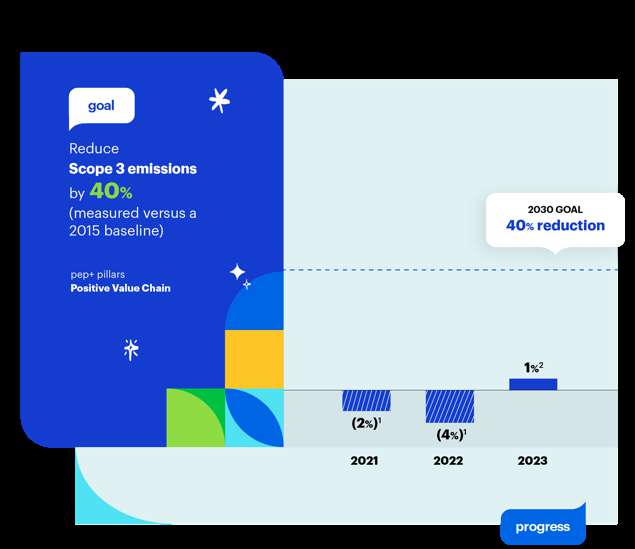 goal
Reduce
Scope 3 emissions
by 40%
(measured versus a
2015 baseline)
pep+ pillars
Positive Value Chain
2030 GOAL
40% reduction
1%²
(2%)¹
(4%)¹
2021
2022
2023
progress